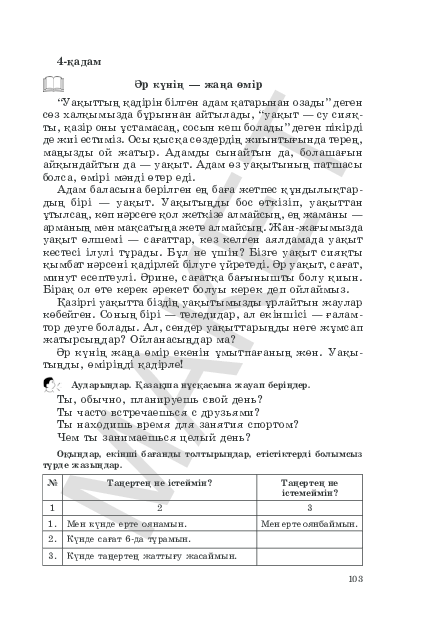 4-қадам
Әр күнің — жаңа өмір
“Уақыттың қадірін білген адам қатарынан озады” деген
сөз халқымызда бұрыннан айтылады, “уақыт — су сияқ-
ты, қазір оны ұстамасаң, сосын кеш болады” деген пікірді
де жиі естиміз. Осы қысқа сөздердің жиынтығында терең,
маңызды ой жатыр. Адамды сынайтын да, болашағын
айқындайтын да — уақыт. Адам өз уақытының патшасы
болса, өмірі мәнді өтер еді.
Адам баласына берілген ең баға жетпес құндылықтар-
дың бірі — уақыт. Уақытыңды бос өткізіп, уақыттан
ұтылсаң, көп нәрсеге қол жеткізе алмайсың, ең жаманы —
арманың мен мақсатыңа жете алмайсың. Жан-жағымызда
уақыт өлшемі — сағаттар, кез келген аялдамада уақыт
кестесі ілулі тұрады. Бұл не үшін? Бізге уақыт сияқты
қымбат нәрсені қадірлей білуге үйретеді. Әр уақыт, сағат,
минут есептеулі. Әрине, сағатқа бағынышты болу қиын.
Бірақ ол өте керек әрекет болуы керек деп ойлаймыз.
Қазіргі уақытта біздің уақытымызды ұрлайтын жаулар
көбейген. Соның бірі — теледидар, ал екіншісі — ғалам-
тор деуге болады. Ал, сендер уақыттарыңды неге жұмсап
жатырсыңдар? Ойланасыңдар ма?
Әр күнің жаңа өмір екенін ұмытпағаның жөн. Уақы-
тыңды, өміріңді қадірле!
Аударыңдар. Қазақша нұсқасына жауап беріңдер.
Ты, обычно, планируешь свой день?
Ты часто встречаешься с друзьями?
Ты находишь время для занятия спортом?
Чем ты занимаешься целый день?
Оқыңдар, екінші бағанды толтырыңдар, етістіктерді болымсыз
түрде жазыңдар.
№ Таңертең не істеймін? Таңертең не
істемеймін?
1 2 3
1. Мен күнде ерте оянамын. Мен ерте оянбаймын.
2. Күнде сағат 6-да тұрамын.
3. Күнде таңертең жаттығу жасаймын.
103
МАКЕТ